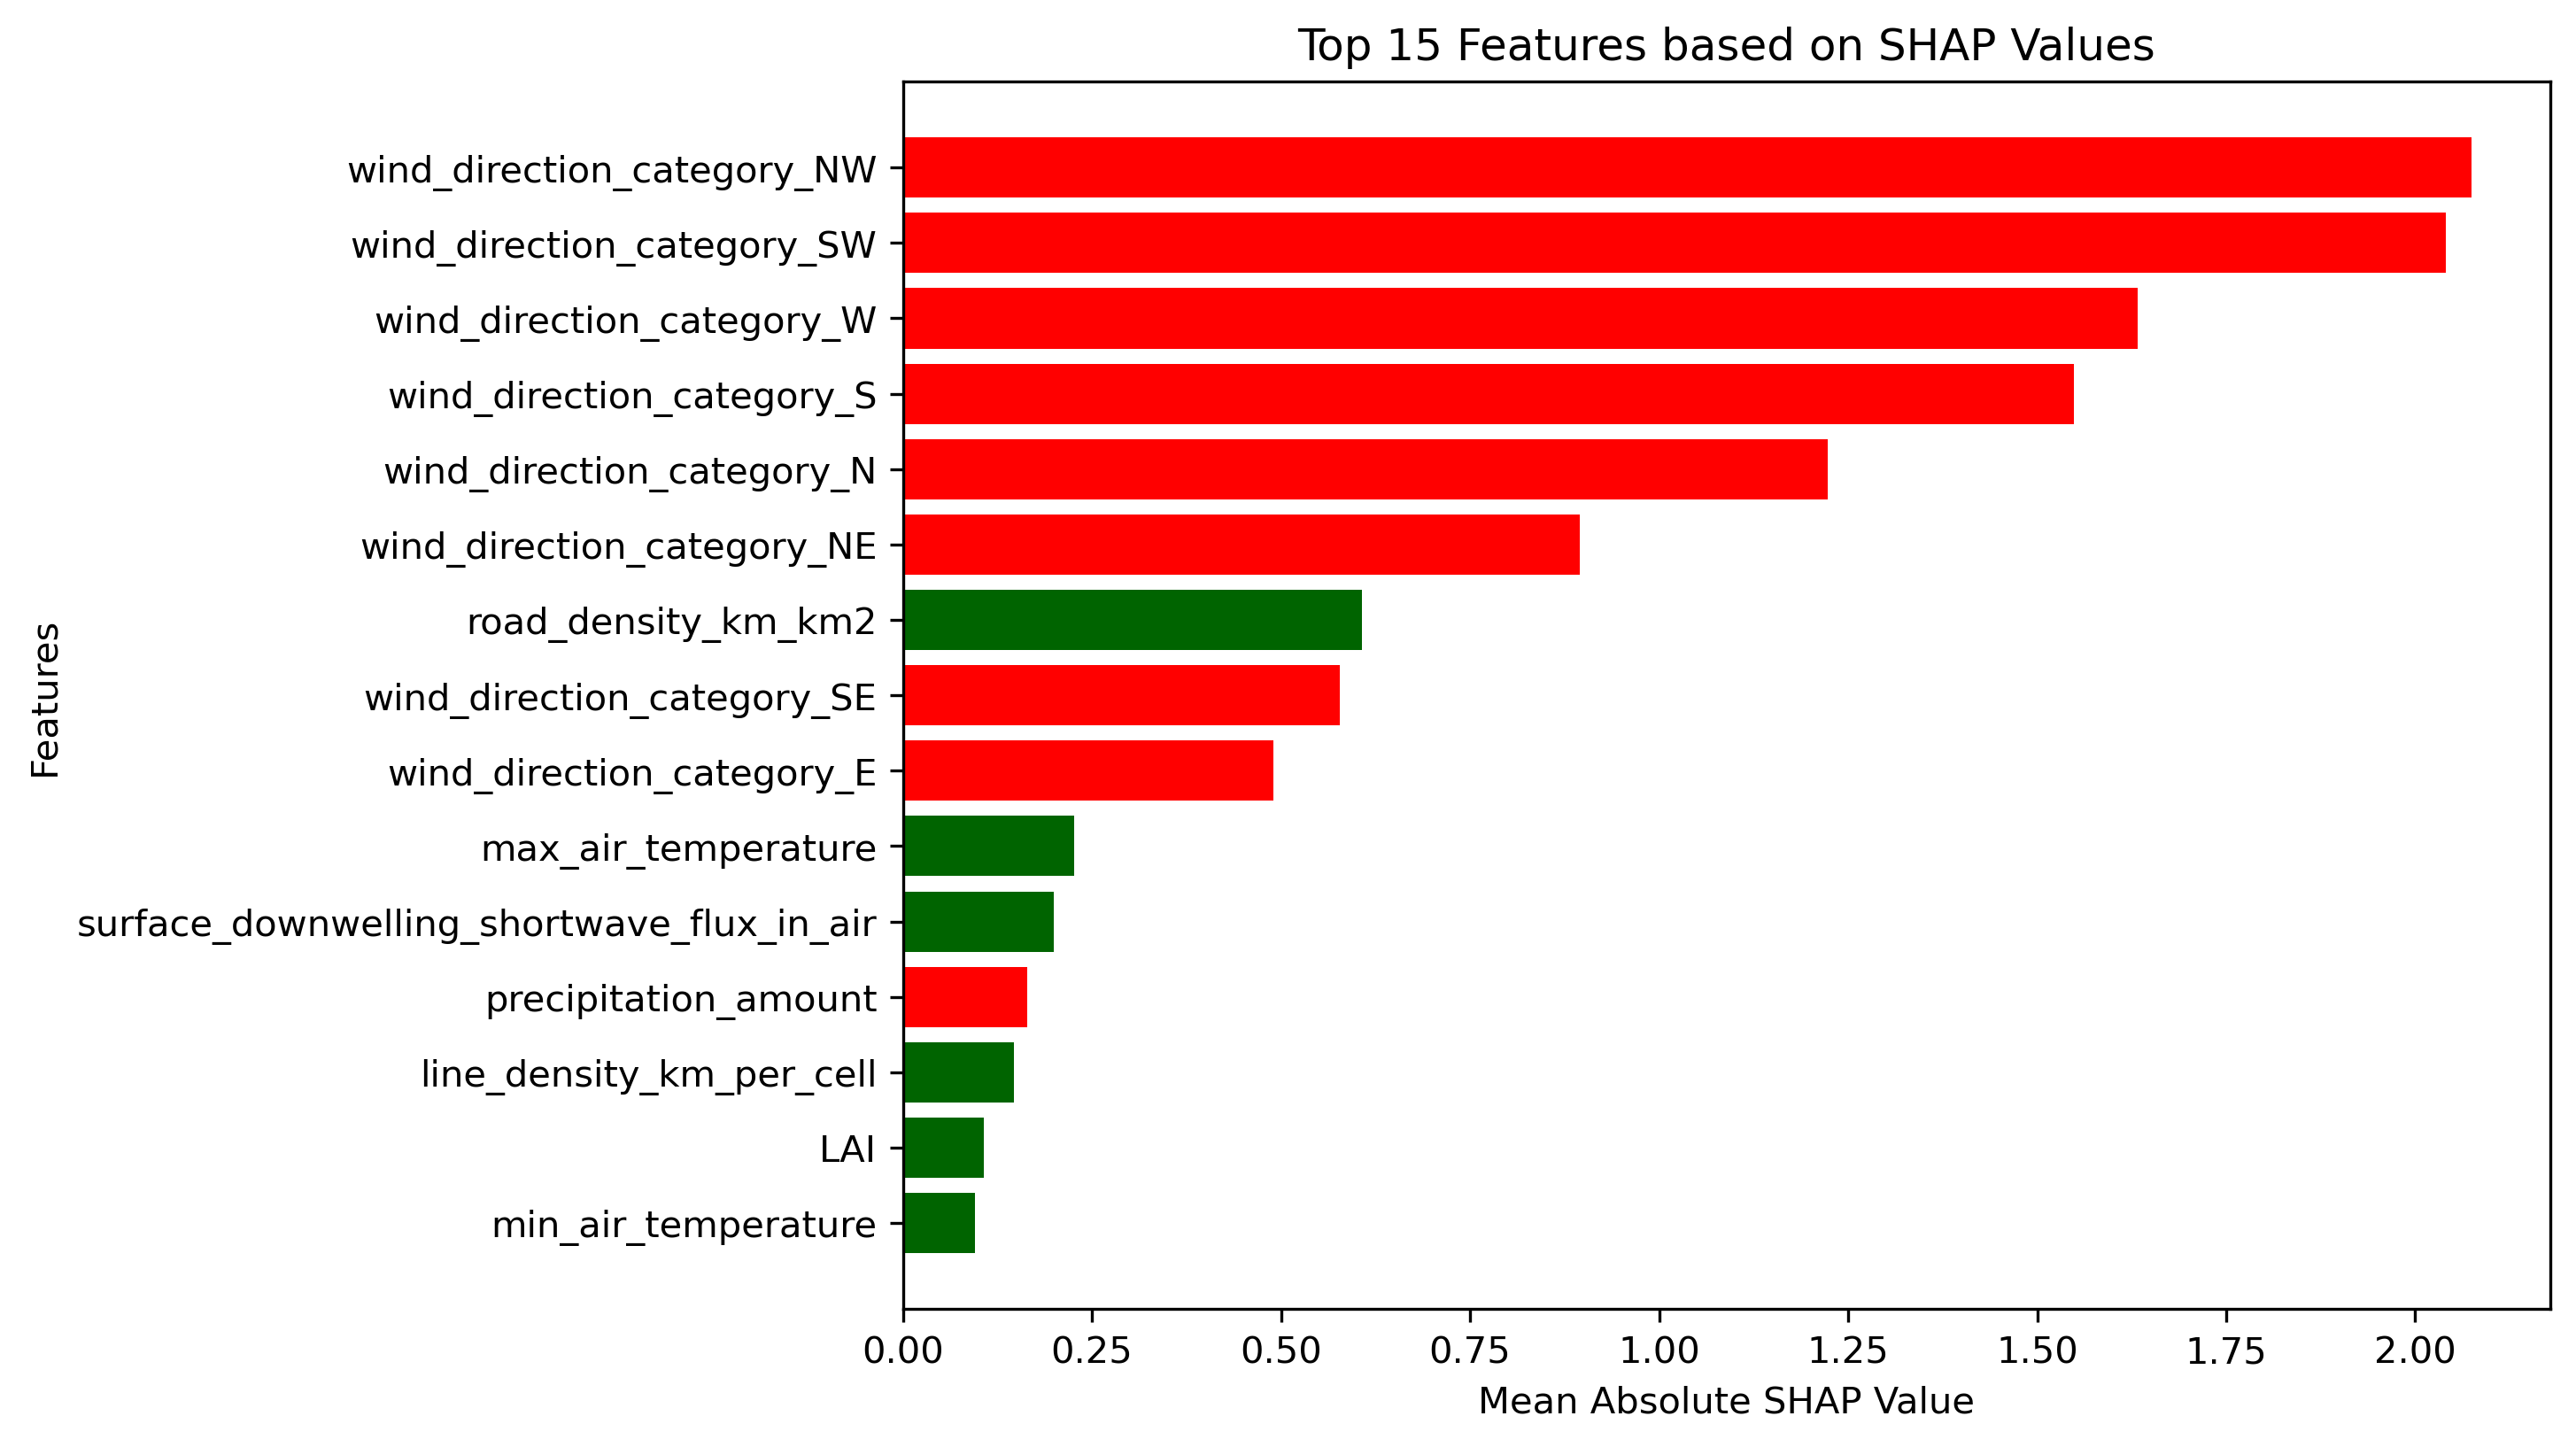 Top 15 Features based on SHAP Values
Features
wind_direction_category_NW
wind_direction_category_SW
wind_direction_category_W
wind_direction_category_S
wind_direction_category_N
wind_direction_category_NE
road_density_km_km2
wind_direction_category_SE
wind_direction_category_E
max_air_temperature
surface_downwelling_shortwave_flux_in_air
precipitation_amount
line_density_km_per_cell
LAI
min_air_temperature
0.00 0.25 0.50 0.75 1.00 1.25 1.50 1.75 2.00
Mean Absolute SHAP Value